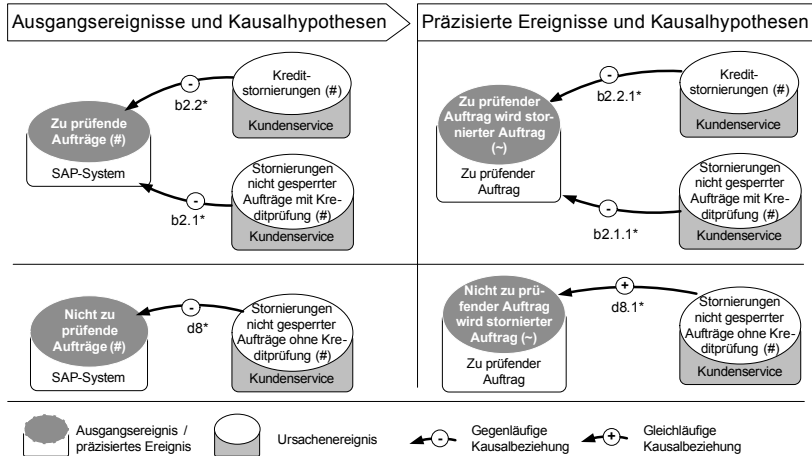 Ausgangsereignisse und Kausalhypothesen
Präzisierte Ereignisse und Kausalhypothesen
Zu prüfende
Aufträge (#)
SAP-System
-
b2.2*
Kredit-
stornierungen (#)
Kundenservice
-
b2.1*
Stornierungen
nicht gesperrter
Aufträge mit Kre-
ditprüfung (#)
Kundenservice
Zu prüfender
Auftrag wird stor-
nierter Auftrag
(~)
Zu prüfender
Auftrag
-
b2.2.1*
Kredit-
stornierungen (#)
Kundenservice
-
b2.1.1*
Stornierungen
nicht gesperrter
Aufträge mit Kre-
ditprüfung (#)
Kundenservice
Nicht zu
prüfende
Aufträge (#)
SAP-System
-
d8*
Stornierungen
nicht gesperrter
Aufträge ohne Kre-
ditprüfung (#)
Kundenservice
Nicht zu prü-
fender Auftrag
wird stornierter
Auftrag (~)
Zu prüfender
Auftrag
+
d8.1*
Stornierungen
nicht gesperrter
Aufträge ohne Kre-
ditprüfung (#)
Kundenservice
Ausgangsereignis /
präzisiertes Ereignis
Ursachenereignis
-
Gegenläufige
Kausalbeziehung
+
Gleichläufige
Kausalbeziehung